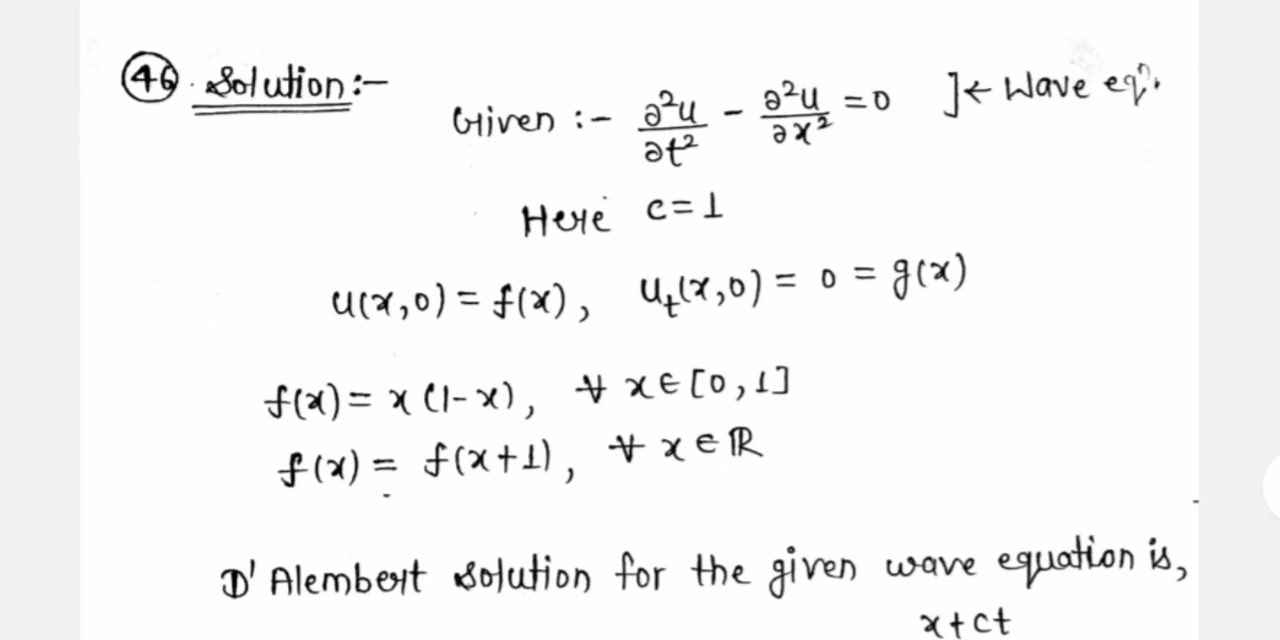 46. Solution :-
Given :- ∂²u/∂t² - ∂²u/∂x² = 0 ]← Wave eqⁿ.
Here c = 1
u(x,0) = f(x), u_t(x,0) = 0 = g(x)
f(x) = x(1-x), ∀ x ∈ [0,1]
f(x) = f(x+1), ∀ x ∈ ℝ
D' Alembert solution for the given wave equation is,
x+ct